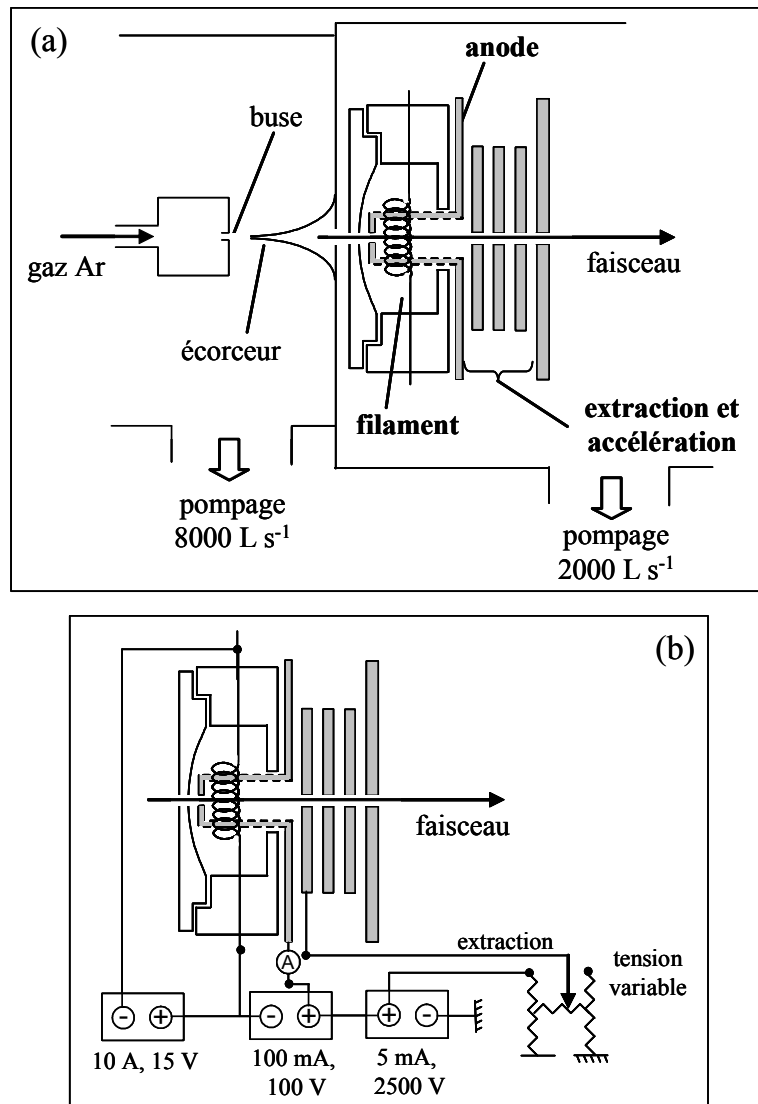 (a)
anode
buse
gaz Ar
faisceau
écorceur
filament
extraction et
accélération
pompage
8000 L s-1
pompage
2000 L s-1
(b)
faisceau
extraction
tension
variable
A
- +
- +
+ -
10 A, 15 V
100 mA,
100 V
5 mA,
2500 V